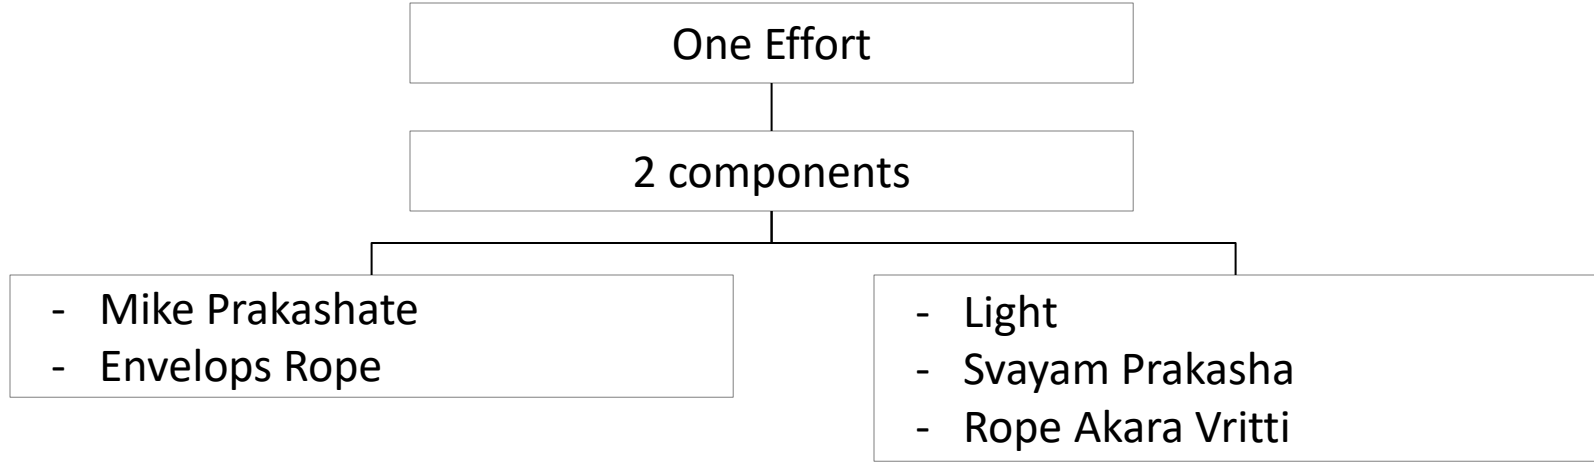 One Effort
2 components
- Mike Prakashate
- Envelops Rope
- Light
- Svayam Prakasha
- Rope Akara Vritti